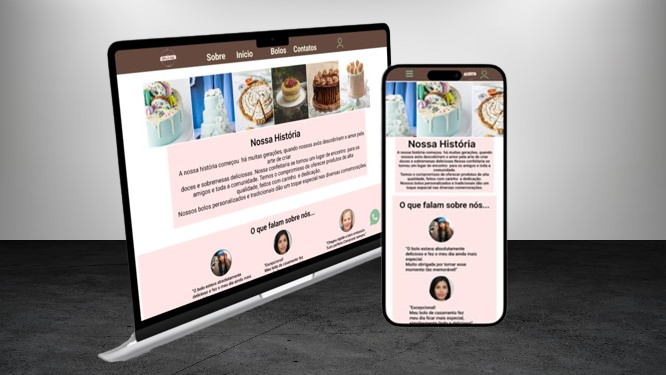 Sobre Início Bolos Contatos
Nossa História
A nossa história começou há muitas gerações, quando nossos avós descobriram o amor pela
arte de criar
doces e sobremesas deliciosas. Nossa confeitaria se tornou um lugar de encontro para os
amigos e toda a comunidade. Temos o compromisso de oferecer produtos de alta
qualidade, feitos com carinho e dedicação.
Nossos bolos personalizados e tradicionais dão um toque especial nas diversas comemorações.
O que falam sobre nós...
"O bolo estava absolutamente
delicioso e fez o meu dia ainda mais
"Excepcional!
Meu bolo de casamento fez
Nossa História
A nossa história começou há muitas gerações, quando
nossos avós descobriram o amor pela arte de criar
doces e sobremesas deliciosas. Nossa confeitaria
se tornou um lugar de encontro para os amigos e toda a
comunidade.
Temos o compromisso de oferecer produtos de alta
qualidade, feitos com carinho e dedicação.
Nossos bolos personalizados e tradicionais dão um
toque especial nas diversas comemorações.
O que falam sobre nós...
"O bolo estava absolutamente
delicioso e fez o meu dia ainda mais
especial.
Muito obrigada por tornar esse
momento tão memorável!"
"Excepcional!
Meu bolo de casamento fez
meu dia ficar mais especial,